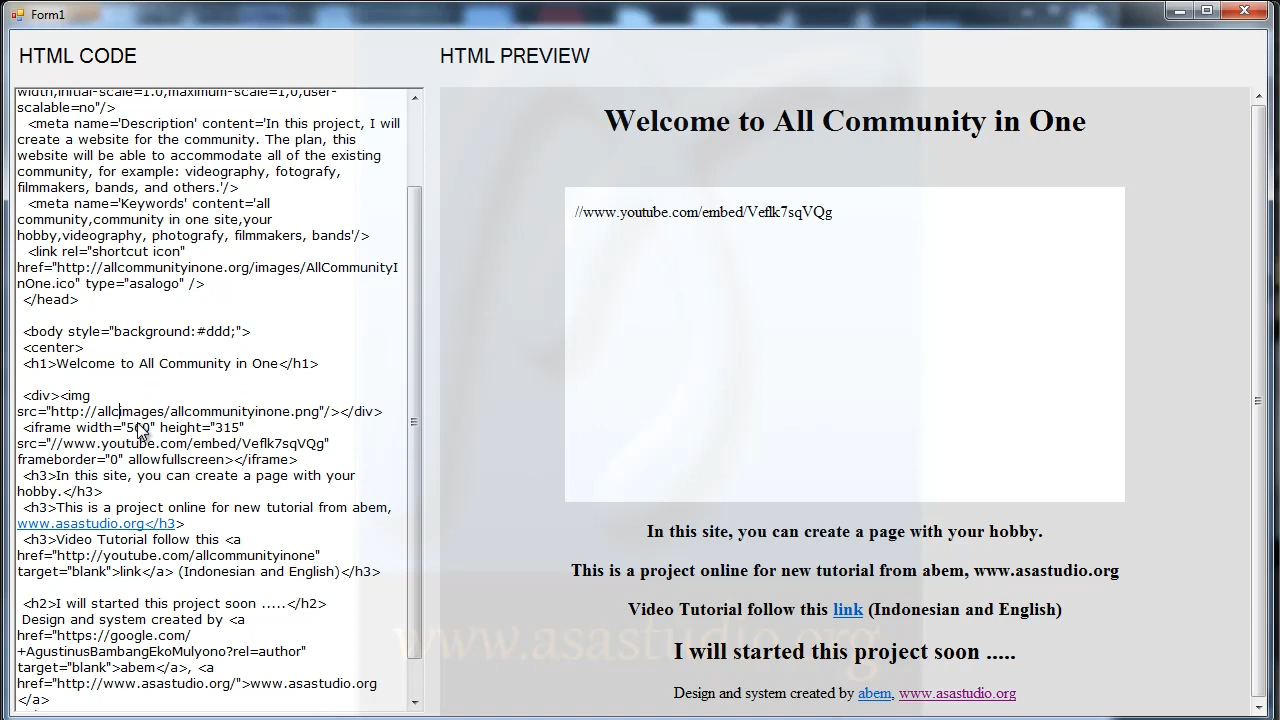 Form1
HTML CODE
HTML PREVIEW
width,initial-scale=1.0,maximum-scale=1,0,user-
scalable=no"/>
<meta name='Description' content='In this project, I will
create a website for the community. The plan, this
website will be able to accommodate all of the existing
community, for example: videography, fotografy,
filmmakers, bands, and others.'/>
<meta name='Keywords' content='all
community,community in one site,your
hobby,videography, photografy, filmmakers, bands'/>
<link rel="shortcut icon"
href="http://allcommunityinone.org/images/AllCommunityI
nOne.ico" type="asalogo" />
</head>
<body style="background:#ddd;">
<center>
<h1>Welcome to All Community in One</h1>
<div><img
src="http://allcimages/allcommunityinone.png"/></div>
<iframe width="560" height="315"
src="//www.youtube.com/embed/Veflk7sqVQg"
frameborder="0" allowfullscreen></iframe>
<h3>In this site, you can create a page with your
hobby.</h3>
<h3>This is a project online for new tutorial from abem,
www.asastudio.org</h3>
<h3>Video Tutorial follow this <a
href="http://youtube.com/allcommunityinone"
target="blank">link</a> (Indonesian and English)</h3>
<h2>I will started this project soon .....</h2>
Design and system created by <a
href="https://google.com/
+AgustinusBambangEkoMulyono?rel=author"
target="blank">abem</a>, <a
href="http://www.asastudio.org/">www.asastudio.org
</a>
Welcome to All Community in One
//www.youtube.com/embed/Veflk7sqVQg
In this site, you can create a page with your hobby.
This is a project online for new tutorial from abem, www.asastudio.org
Video Tutorial follow this link (Indonesian and English)
I will started this project soon .....
Design and system created by abem, www.asastudio.org
www.asastudio.org